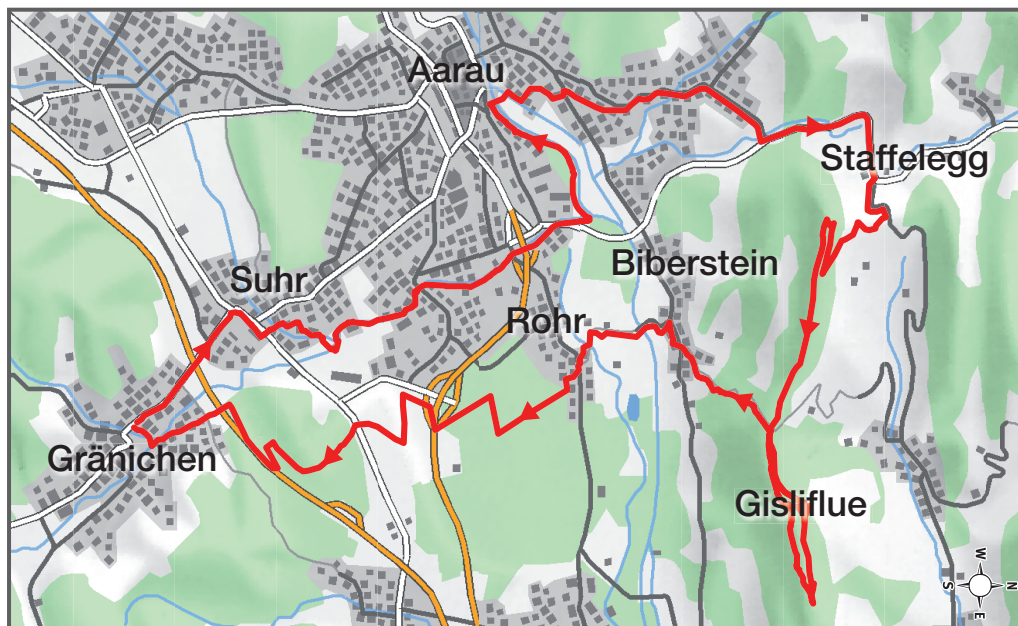 Aarau
Staffelegg
Biberstein
Suhr
Rohr
Gränichen
Gisliflue
W
S
N
E